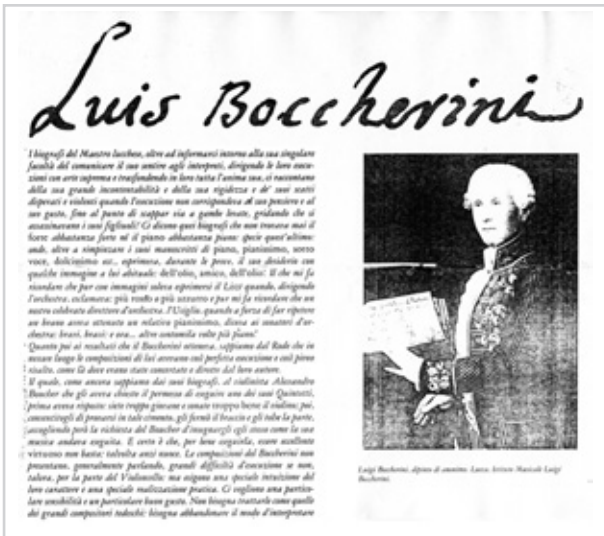 Luis Boccherini
I biografi del Maestro lucchese, oltre ad informarci intorno alla sua singolare
facoltà del comunicare il suo sentire agli interpreti, dirigendo le loro esecu-
zioni con arte suprema e trasfondendo in loro tutta l'anima sua, ci raccontano
della sua grande incontentabilità e della sua rigidezza e de' suoi scatti
disperati e violenti quando l'esecuzione non corrispondeva al suo pensiero e al
suo gusto, fino al punto di scappar via a gambe levate, gridando che si
assassinavano i suoi figliuoli! Ci dicono quei biografi che non trovava mai il
forte abbastanza forte né il piano abbastanza piano: specie quest'ultimo:
onde, oltre a rimpinzare i suoi manoscritti di piano, pianissimo, sotto
voce, dolcissimo ecc., esprimeva, durante le prove, il suo desiderio con
qualche immagine a lui abituale: dell'olio, amico, dell'olio! Il che mi fa
ricordare che pur con immagini soleva esprimersi il Liszt quando, dirigendo
l'orchestra, esclamava: più rosso o più azzurro e pur mi fa ricordare che un
nostro celebrato direttore d'orchestra, l'Usiglio, quando a forza di far ripetere
un brano aveva ottenuto un relativo pianissimo, diceva ai suonatori d'or-
chestra: bravi, bravi: e ora... altre centomila volte più piano!
Quanto poi ai resultati che il Boccherini otteneva, sappiamo dal Rode che in
nessun luogo le composizioni di lui avevano così perfetta esecuzione e così pieno
risalto, come là dove erano state concertate e dirette dal loro autore.
Il quale, come ancora sappiamo dai suoi biografi, al violinista Alessandro
Boucher che gli aveva chiesto il permesso di eseguire uno dei suoi Quintetti,
prima aveva risposto: siete troppo giovane e sonate troppo bene il violino; poi,
consentitogli di provarsi in tale cimento, gli fermò il braccio e gli tolse la parte,
accogliendo però la richiesta del Boucher d'insegnargli egli stesso come la sua
musica andava eseguita. E certo è che, per bene eseguirla, essere eccellente
virtuoso non basta: talvolta anzi nuoce. Le composizioni del Boccherini non
presentano, generalmente parlando, grandi difficoltà d'esecuzione se non,
talora, per la parte del Violoncello: ma esigono una speciale intuizione del
loro carattere e una speciale realizzazione pratica. Ci vogliono una partico-
lare sensibilità e un particolare buon gusto. Non bisogna trattarle come quelle
dei grandi compositori tedeschi: bisogna abbandonare il modo d'interpretare
Luigi Boccherini, dipinto di anonimo. Lucca, Istituto Musicale Luigi
Boccherini.